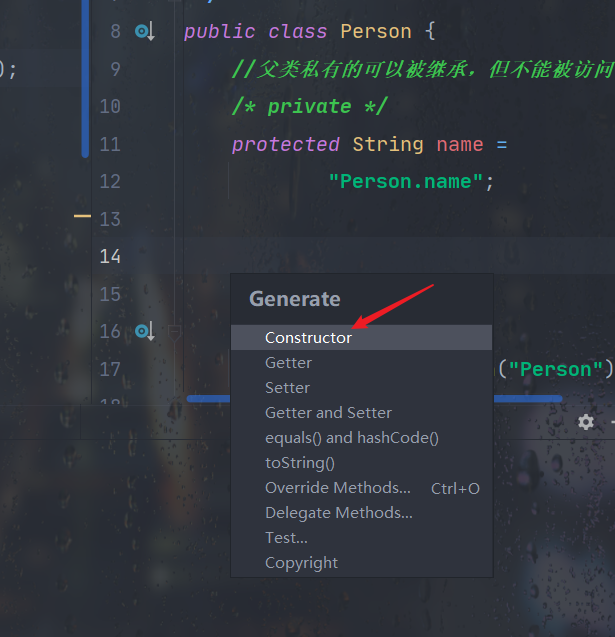 8 public class Person {
); 9 //父类私有的可以被继承，但不能被访问
10 /* private */
11 protected String name =
12 "Person.name";
13
14
15
16
17 ("Person")
Generate
Constructor
Getter
Setter
Getter and Setter
equals() and hashCode()
toString()
Override Methods... Ctrl+O
Delegate Methods...
Test...
Copyright